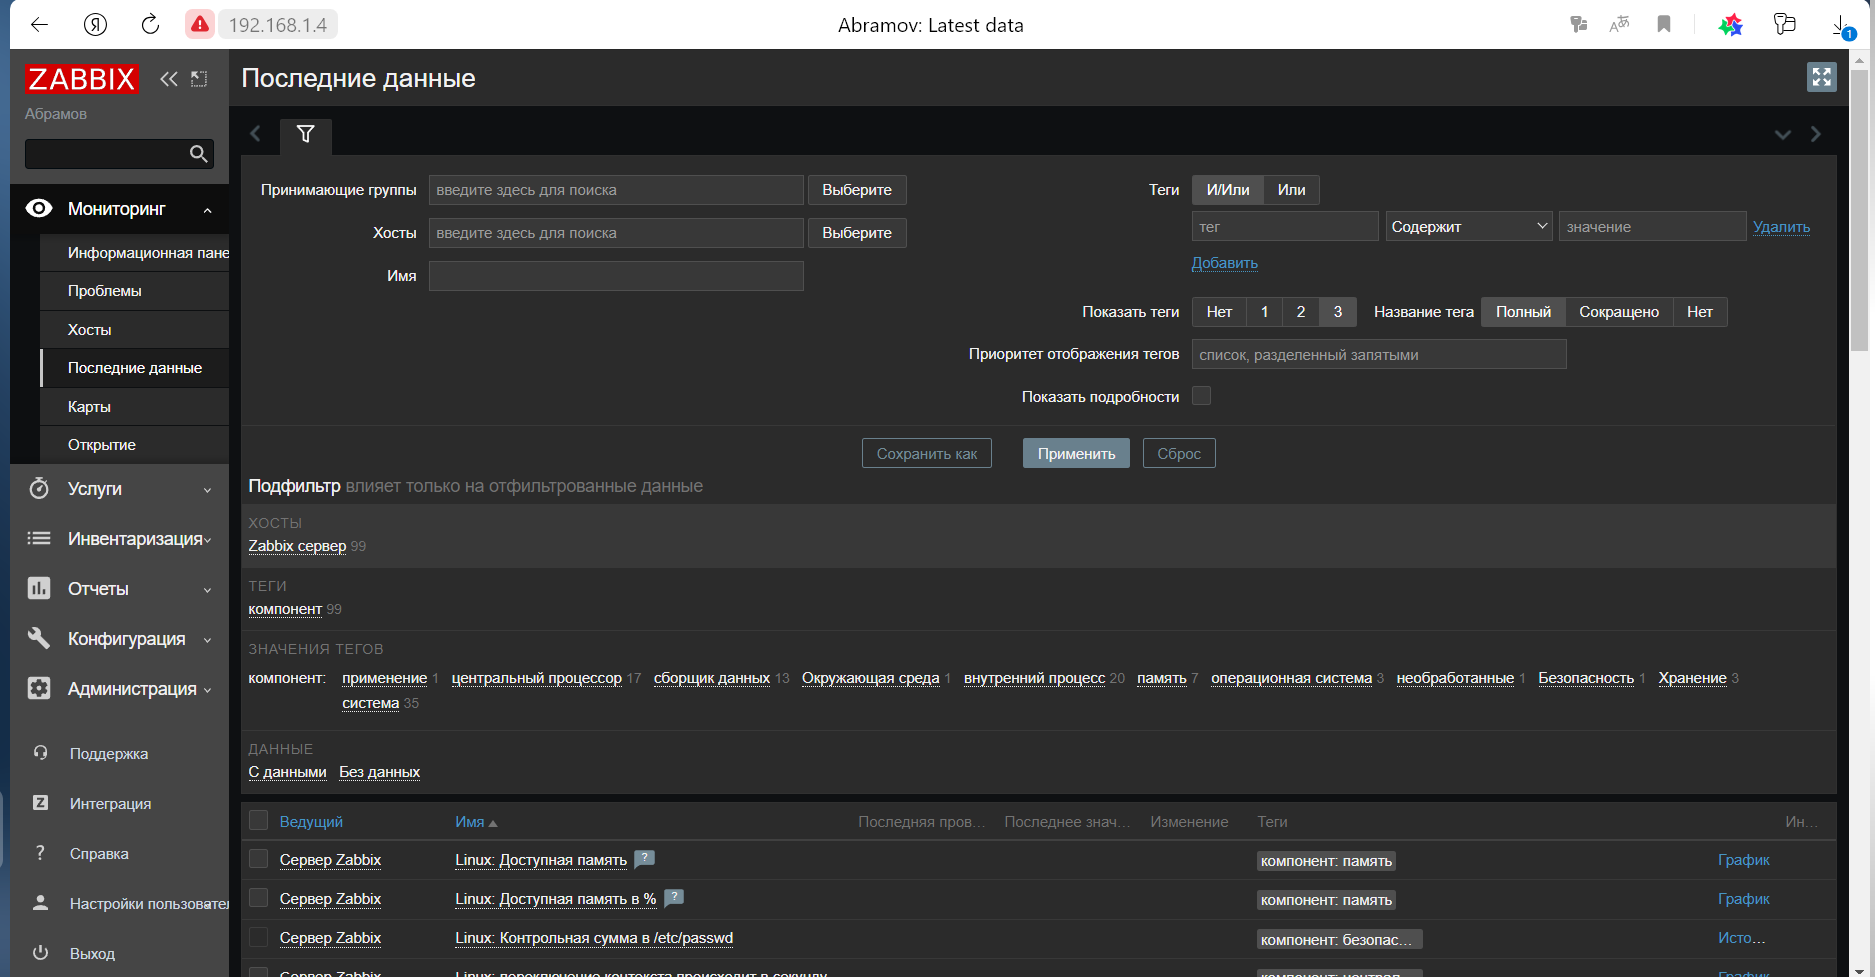 Я 192.168.1.4 Abramov: Latest data 1
ZABBIX
Абрамов
Мониторинг
Информационная пане
Проблемы
Хосты
Последние данные
Карты
Открытие
Услуги
Инвентаризация
Отчеты
Конфигурация
Администрация
Поддержка
Z Интеграция
? Справка
Настройки пользовател
Выход
Последние данные
Принимающие группы введите здесь для поиска Выберите
Хосты введите здесь для поиска Выберите
Имя
Теги И/Или Или
тег Содержит значение Удалить
Добавить
Показать теги Нет 1 2 3 Название тега Полный Сокращено Нет
Приоритет отображения тегов список, разделенный запятыми
Показать подробности
Сохранить как Применить Сброс
Подфильтр влияет только на отфильтрованные данные
ХОСТЫ
Zabbix сервер 99
ТЕГИ
компонент 99
ЗНАЧЕНИЯ ТЕГОВ
компонент: применение 1 центральный процессор 17 сборщик данных 13 Окружающая среда 1 внутренний процесс 20 память 7 операционная система 3 необработанные 1 Безопасность 1 Хранение 3
система 35
ДАННЫЕ
С данными Без данных
Ведущий Имя Последняя пров... Последнее знач... Изменение Теги Ин...
Сервер Zabbix Linux: Доступная память ? компонент: память График
Сервер Zabbix Linux: Доступная память в % ? компонент: память График
Сервер Zabbix Linux: Контрольная сумма в /etc/passwd компонент: безопас... Исто...
Сервер Zabbix Linux: переключение контекста происходит в секунду компонент: централ... График